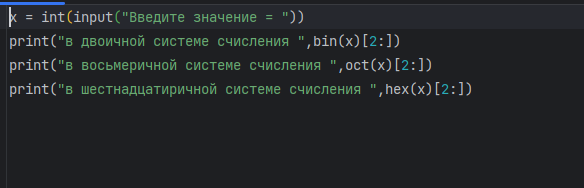 x = int(input("Введите значение = "))
print("в двоичной системе счисления ",bin(x)[2:])
print("в восьмеричной системе счисления ",oct(x)[2:])
print("в шестнадцатиричной системе счисления ",hex(x)[2:])